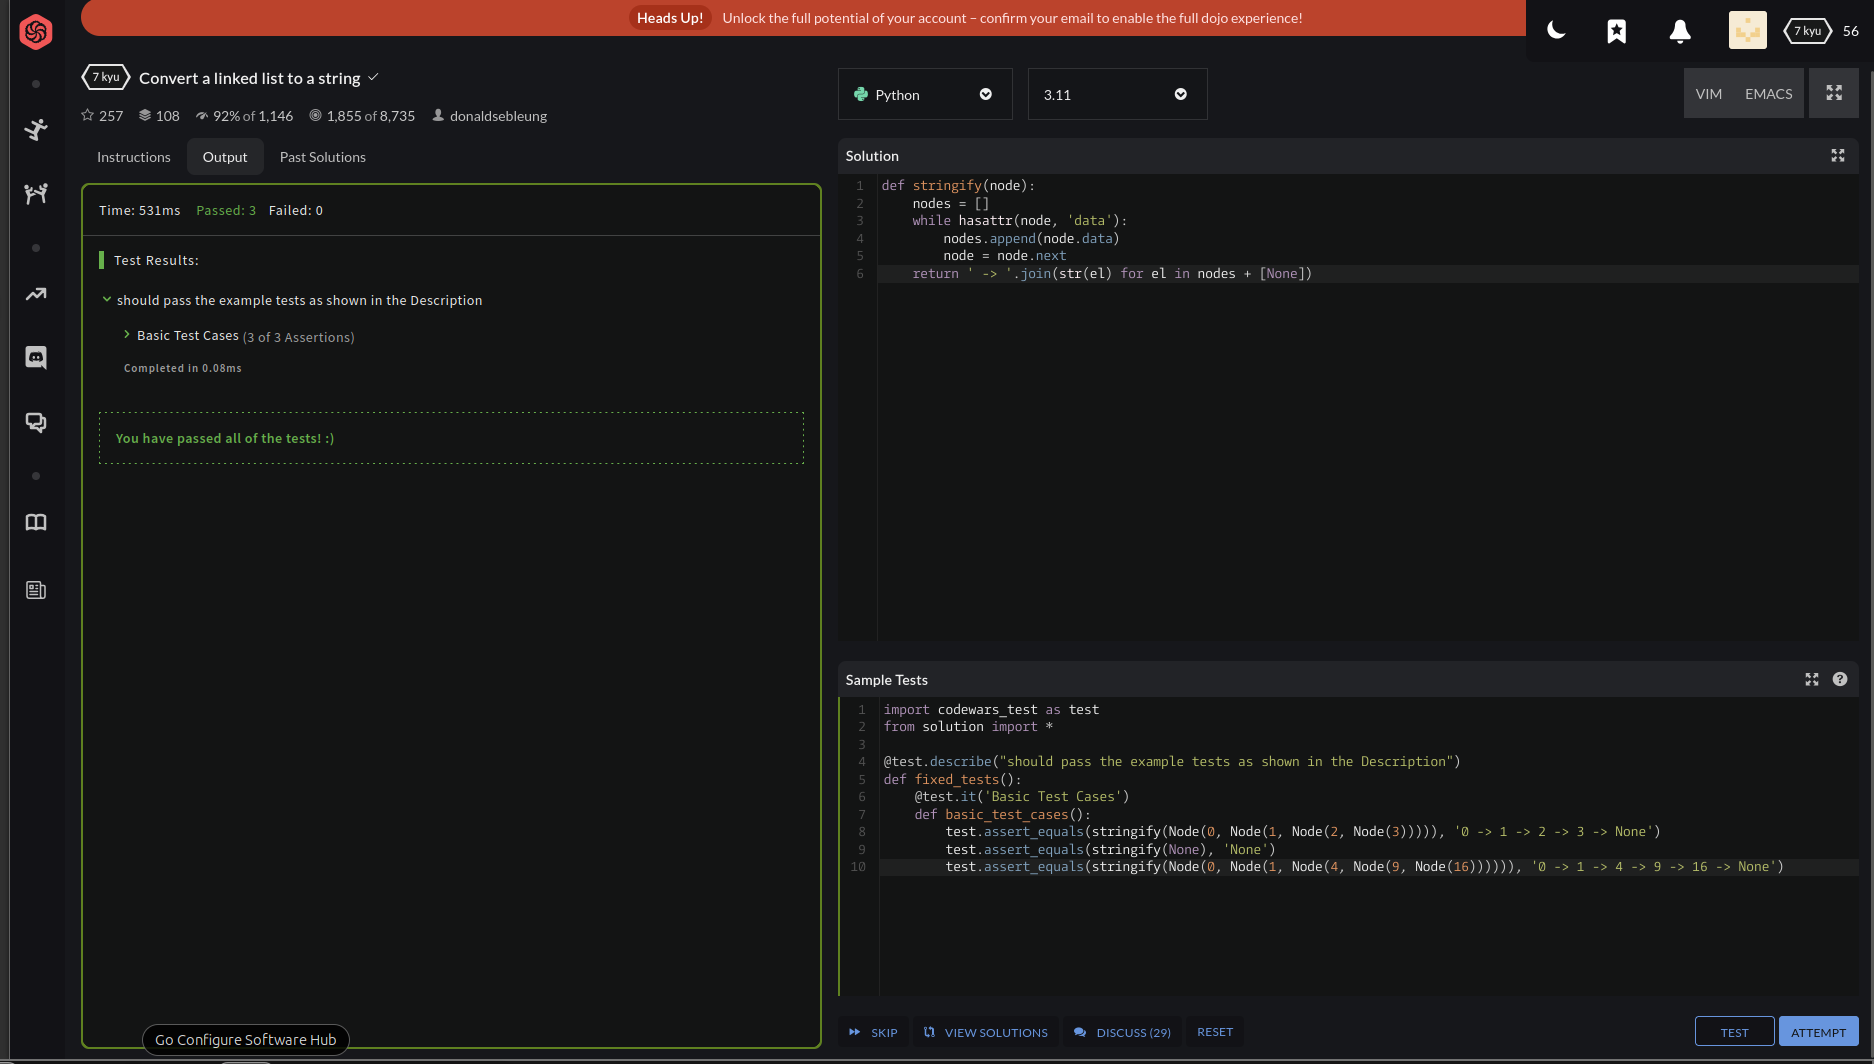 Heads Up! Unlock the full potential of your account – confirm your email to enable the full dojo experience!
7 kyu 56
7 kyu Convert a linked list to a string
257 108 92% of 1,146 1,855 of 8,735 donaldsebleung
Instructions Output Past Solutions
Time: 531ms Passed: 3 Failed: 0
Test Results:
should pass the example tests as shown in the Description
Basic Test Cases (3 of 3 Assertions)
Completed in 0.08ms
You have passed all of the tests! :)
Go Configure Software Hub
Python 3.11
VIM EMACS
Solution
1 def stringify(node):
2 nodes = []
3 while hasattr(node, 'data'):
4 nodes.append(node.data)
5 node = node.next
6 return ' -> '.join(str(el) for el in nodes + [None])
Sample Tests
1 import codewars_test as test
2 from solution import *
3
4 @test.describe("should pass the example tests as shown in the Description")
5 def fixed_tests():
6 @test.it('Basic Test Cases')
7 def basic_test_cases():
8 test.assert_equals(stringify(Node(0, Node(1, Node(2, Node(3))))), '0 -> 1 -> 2 -> 3 -> None')
9 test.assert_equals(stringify(None), 'None')
10 test.assert_equals(stringify(Node(0, Node(1, Node(4, Node(9, Node(16)))))), '0 -> 1 -> 4 -> 9 -> 16 -> None')
SKIP VIEW SOLUTIONS DISCUSS (29) RESET
TEST ATTEMPT